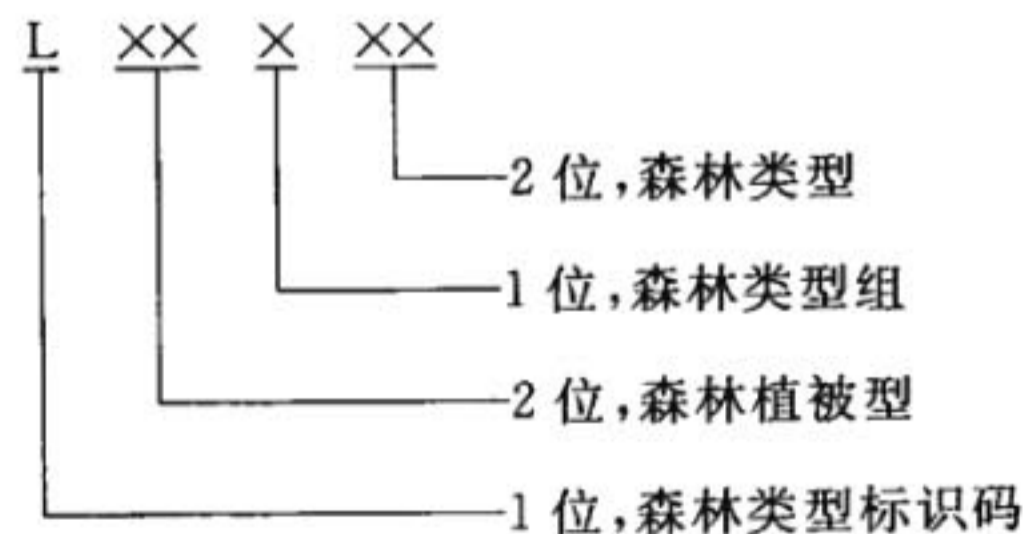 L ×× × ××
2 位,森林类型
1 位,森林类型组
2 位,森林植被型
1 位,森林类型标识码